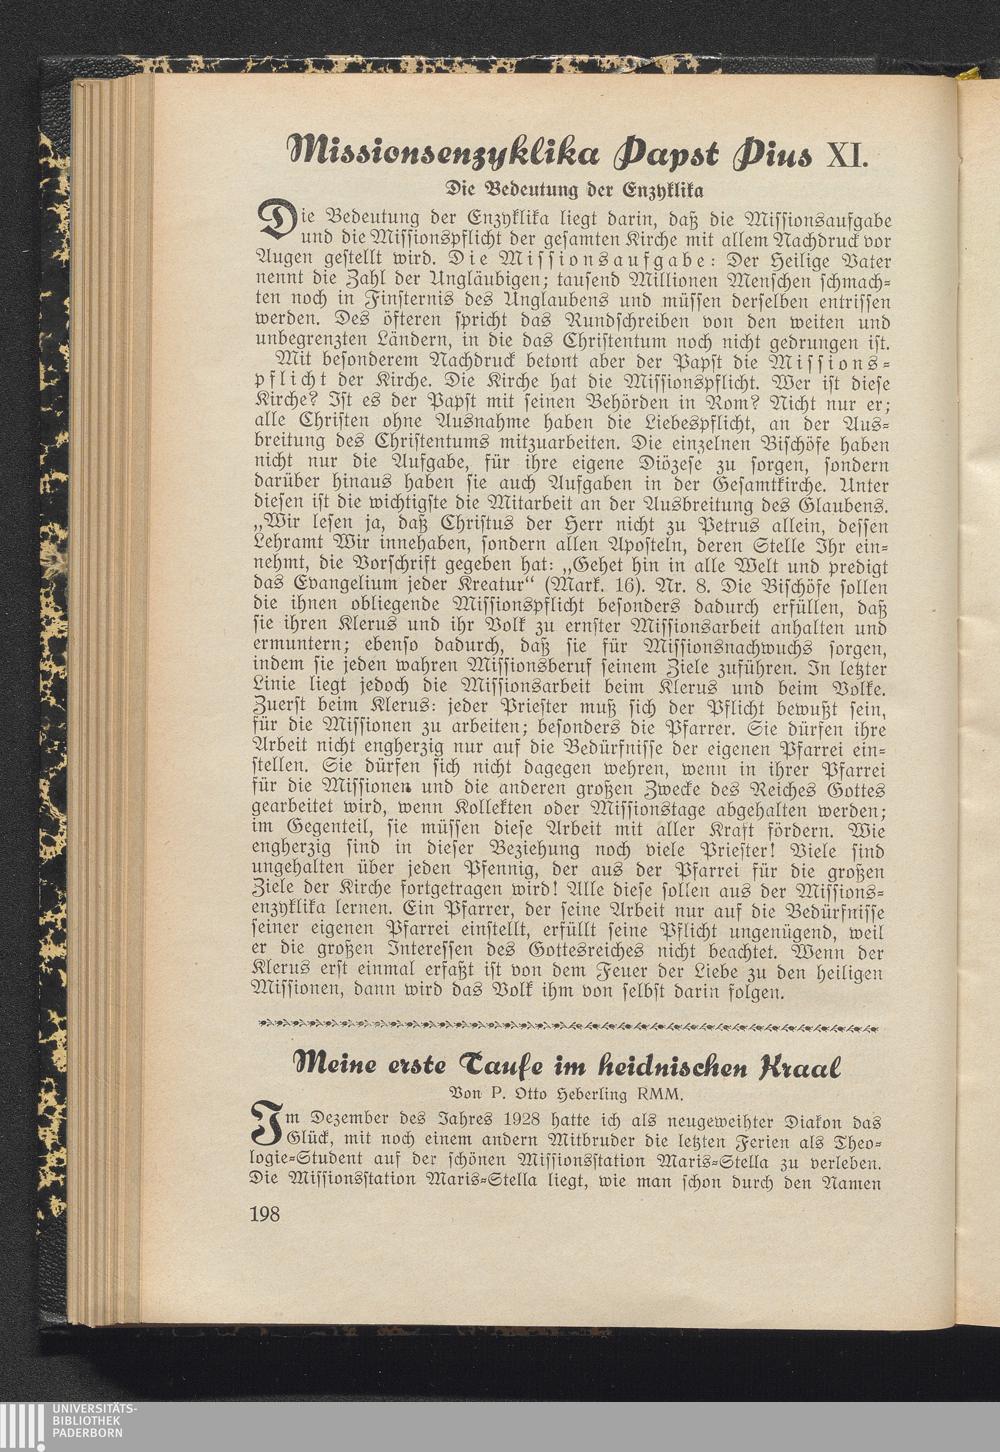 Missionsenzyklika Papst Pius XI.
Die Bedeutung der Enzyklika
Die Bedeutung der Enzyklika liegt darin, daß die Missionsaufgabe
und die Missionspflicht der gesamten Kirche mit allem Nachdruck vor
Augen gestellt wird. Die Missionsaufgabe: Der Heilige Vater
nennt die Zahl der Ungläubigen; tausend Millionen Menschen schmach-
ten noch in Finsternis des Unglaubens und müssen derselben entrissen
werden. Des öfteren spricht das Rundschreiben von den weiten und
unbegrenzten Ländern, in die das Christentum noch nicht gedrungen ist.
Mit besonderem Nachdruck betont aber der Papst die Missions-
pflicht der Kirche. Die Kirche hat die Missionspflicht. Wer ist diese
Kirche? Ist es der Papst mit seinen Behörden in Rom? Nicht nur er;
alle Christen ohne Ausnahme haben die Liebespflicht, an der Aus-
breitung des Christentums mitzuarbeiten. Die einzelnen Bischöfe haben
nicht nur die Aufgabe, für ihre eigene Diözese zu sorgen, sondern
darüber hinaus haben sie auch Aufgaben in der Gesamtkirche. Unter
diesen ist die wichtigste die Mitarbeit an der Ausbreitung des Glaubens.
„Wir lesen ja, daß Christus der Herr nicht zu Petrus allein, dessen
Lehramt Wir innehaben, sondern allen Aposteln, deren Stelle Ihr ein-
nehmt, die Vorschrift gegeben hat: „Gehet hin in alle Welt und predigt
das Evangelium jeder Kreatur“ (Mark. 16). Nr. 8. Die Bischöfe sollen
die ihnen obliegende Missionspflicht besonders dadurch erfüllen, daß
sie ihren Klerus und ihr Volk zu ernster Missionsarbeit anhalten und
ermuntern; ebenso dadurch, daß sie für Missionsnachwuchs sorgen,
indem sie jeden wahren Missionsberuf seinem Ziele zuführen. In letzter
Linie liegt jedoch die Missionsarbeit beim Klerus und beim Volke.
Zuerst beim Klerus: jeder Priester muß sich der Pflicht bewußt sein,
für die Missionen zu arbeiten; besonders die Pfarrer. Sie dürfen ihre
Arbeit nicht engherzig nur auf die Bedürfnisse der eigenen Pfarrei ein-
stellen. Sie dürfen sich nicht dagegen wehren, wenn in ihrer Pfarrei
für die Missionen und die anderen großen Zwecke des Reiches Gottes
gearbeitet wird, wenn Kollekten oder Missionstage abgehalten werden;
im Gegenteil, sie müssen diese Arbeit mit aller Kraft fördern. Wie
engherzig sind in dieser Beziehung noch viele Priester! Viele sind
ungehalten über jeden Pfennig, der aus der Pfarrei für die großen
Ziele der Kirche fortgetragen wird! Alle diese sollen aus der Missions-
enzyklika lernen. Ein Pfarrer, der seine Arbeit nur auf die Bedürfnisse
seiner eigenen Pfarrei einstellt, erfüllt seine Pflicht ungenügend, weil
er die großen Interessen des Gottesreiches nicht beachtet. Wenn der
Klerus erst einmal erfaßt ist von dem Feuer der Liebe zu den heiligen
Missionen, dann wird das Volk ihm von selbst darin folgen.
Meine erste Taufe im heidnischen Kraal
Von P. Otto Heberling RMM.
Im Dezember des Jahres 1928 hatte ich als neugeweihter Diakon das
Glück, mit noch einem andern Mitbruder die letzten Ferien als Theo-
logie-Student auf der schönen Missionsstation Maris-Stella zu verleben.
Die Missionsstation Maris-Stella liegt, wie man schon durch den Namen
198
UNIVERSITÄTS-
BIBLIOTHEK
PADERBORN